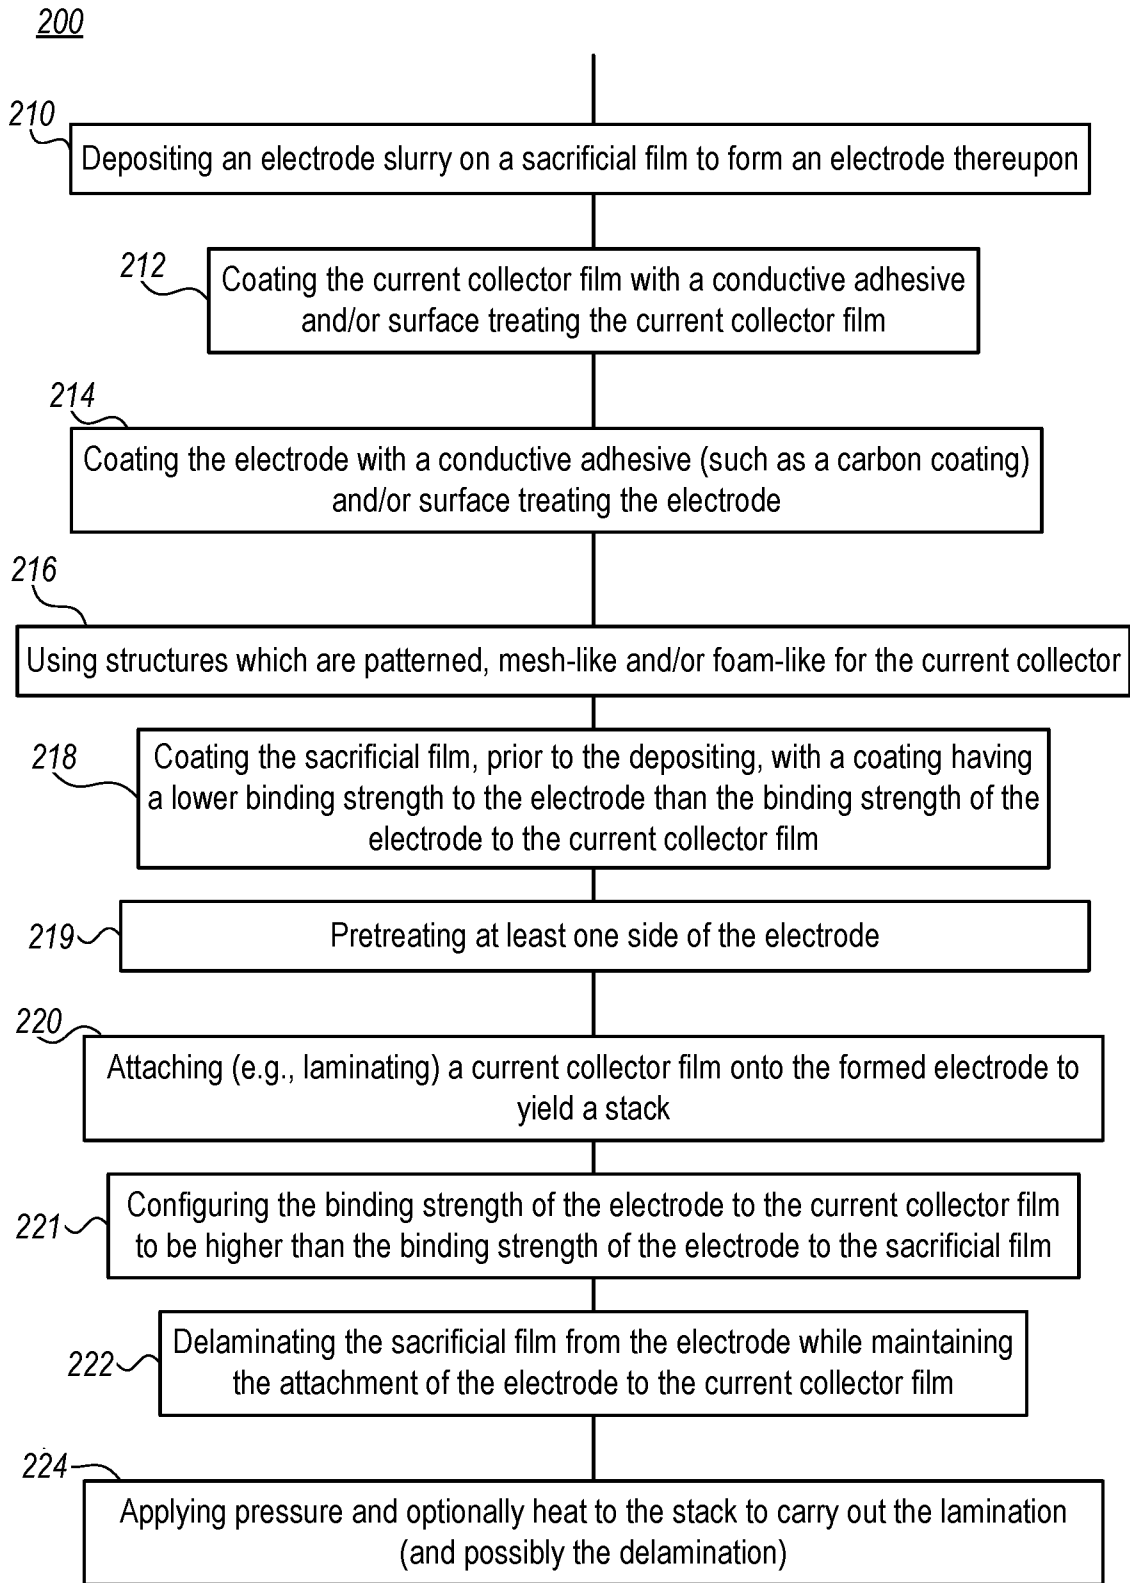 200
210
Depositing an electrode slurry on a sacrificial film to form an electrode thereupon
212
Coating the current collector film with a conductive adhesive
and/or surface treating the current collector film
214
Coating the electrode with a conductive adhesive (such as a carbon coating)
and/or surface treating the electrode
216
Using structures which are patterned, mesh-like and/or foam-like for the current collector
218
Coating the sacrificial film, prior to the depositing, with a coating having
a lower binding strength to the electrode than the binding strength of the
electrode to the current collector film
219
Pretreating at least one side of the electrode
220
Attaching (e.g., laminating) a current collector film onto the formed electrode to
yield a stack
221
Configuring the binding strength of the electrode to the current collector film
to be higher than the binding strength of the electrode to the sacrificial film
222
Delaminating the sacrificial film from the electrode while maintaining
the attachment of the electrode to the current collector film
224
Applying pressure and optionally heat to the stack to carry out the lamination
(and possibly the delamination)